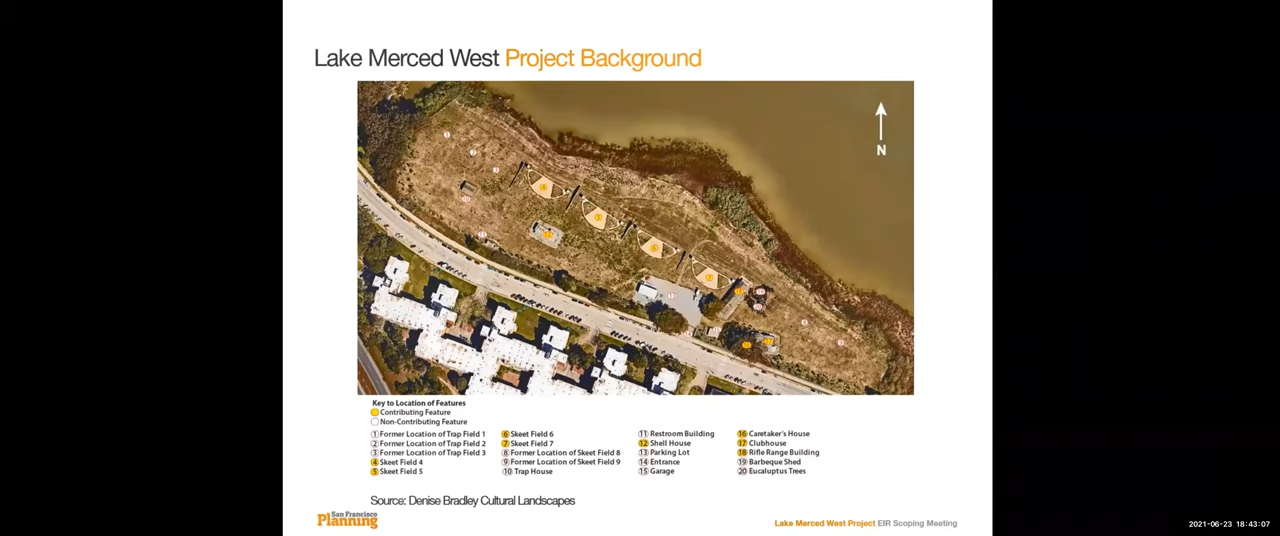 Lake Merced West Project Background
N
Key to Location of Features
Contributing Feature
Non-Contributing Feature
1 Former Location of Trap Field 1
2 Former Location of Trap Field 2
3 Former Location of Trap Field 3
4 Skeet Field 4
5 Skeet Field 5
6 Skeet Field 6
7 Skeet Field 7
8 Former Location of Skeet Field 8
9 Former Location of Skeet Field 9
10 Trap House
11 Restroom Building
12 Shell House
13 Parking Lot
14 Entrance
15 Garage
16 Caretaker's House
17 Clubhouse
18 Rifle Range Building
19 Barbeque Shed
20 Eucaluptus Trees
Source: Denise Bradley Cultural Landscapes
San Francisco
Planning
Lake Merced West Project EIR Scoping Meeting
2021-06-23 18:43:07